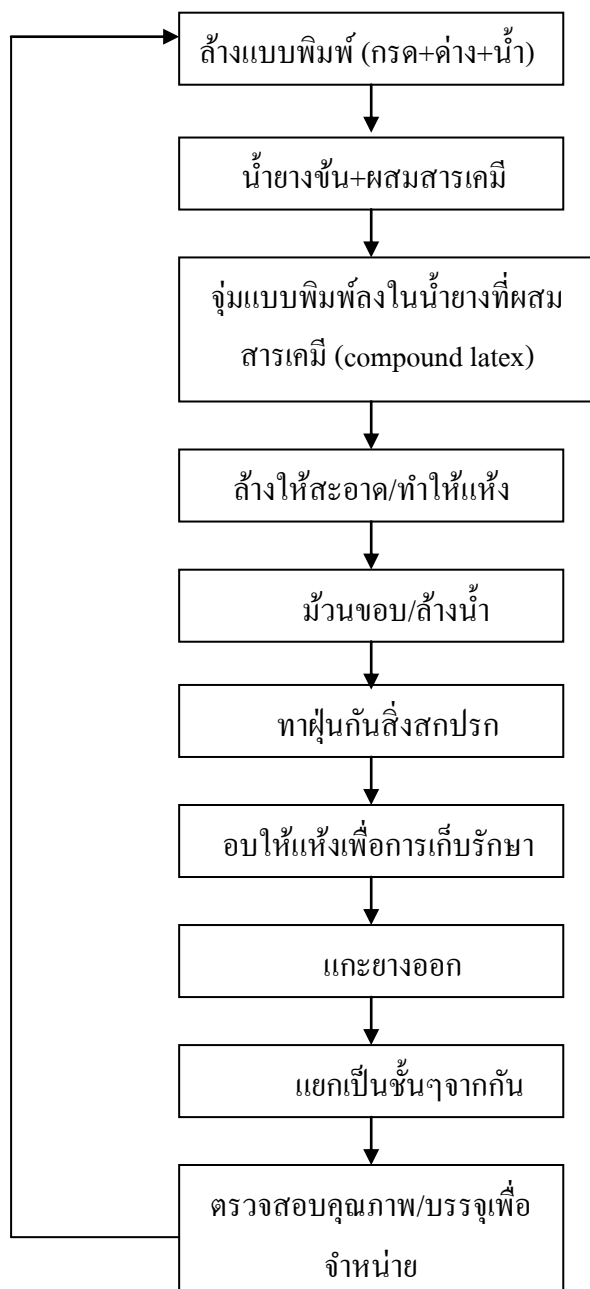 ล้างแบบพิมพ์ (กรด+ด่าง+น้ำ)
น้ำยางข้น+ผสมสารเคมี
จุ่มแบบพิมพ์ลงในน้ำยางที่ผสม
สารเคมี (compound latex)
ล้างให้สะอาด/ทำให้แห้ง
ม้วนขอบ/ล้างน้ำ
ทาฝุ่นกันสิ่งสกปรก
อบให้แห้งเพื่อการเก็บรักษา
แกะยางออก
แยกเป็นชั้นๆจากกัน
ตรวจสอบคุณภาพ/บรรจุเพื่อ
จำหน่าย